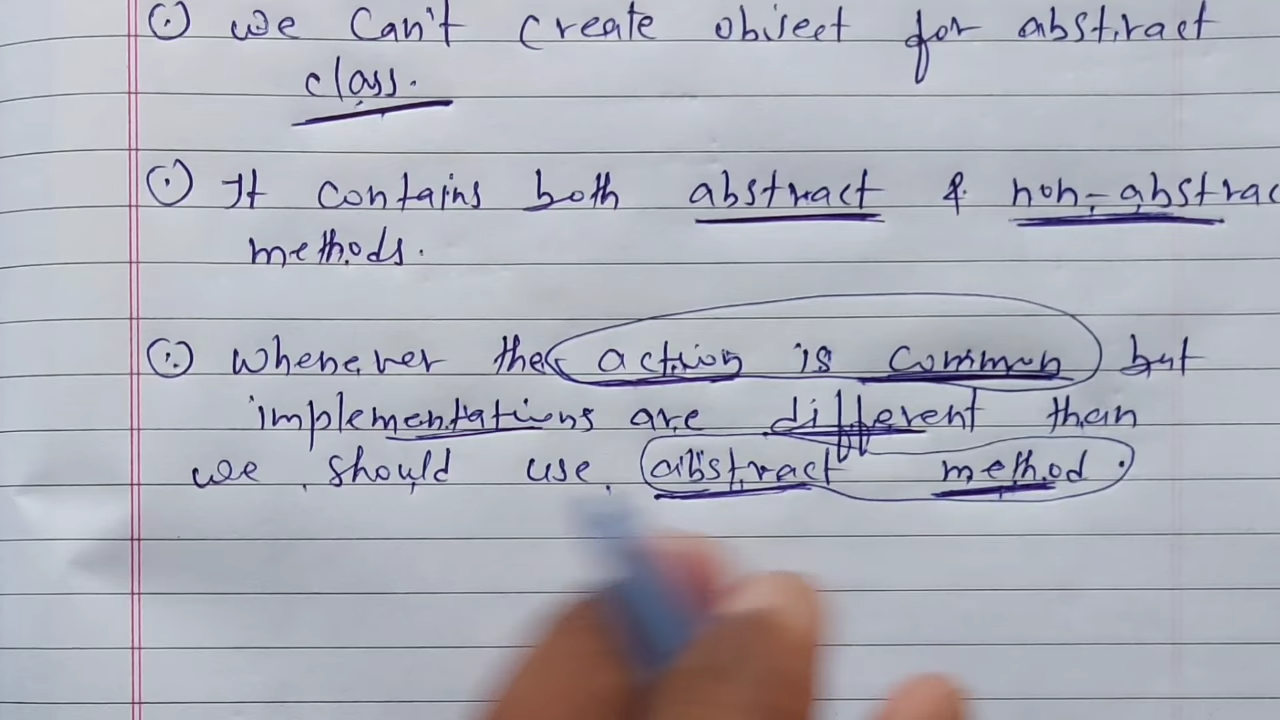 We can't create object for abstract
class.
It contains both abstract & non-abstrac
methods.
Whenever the action is common but
implementations are different than
we should use abstract method.